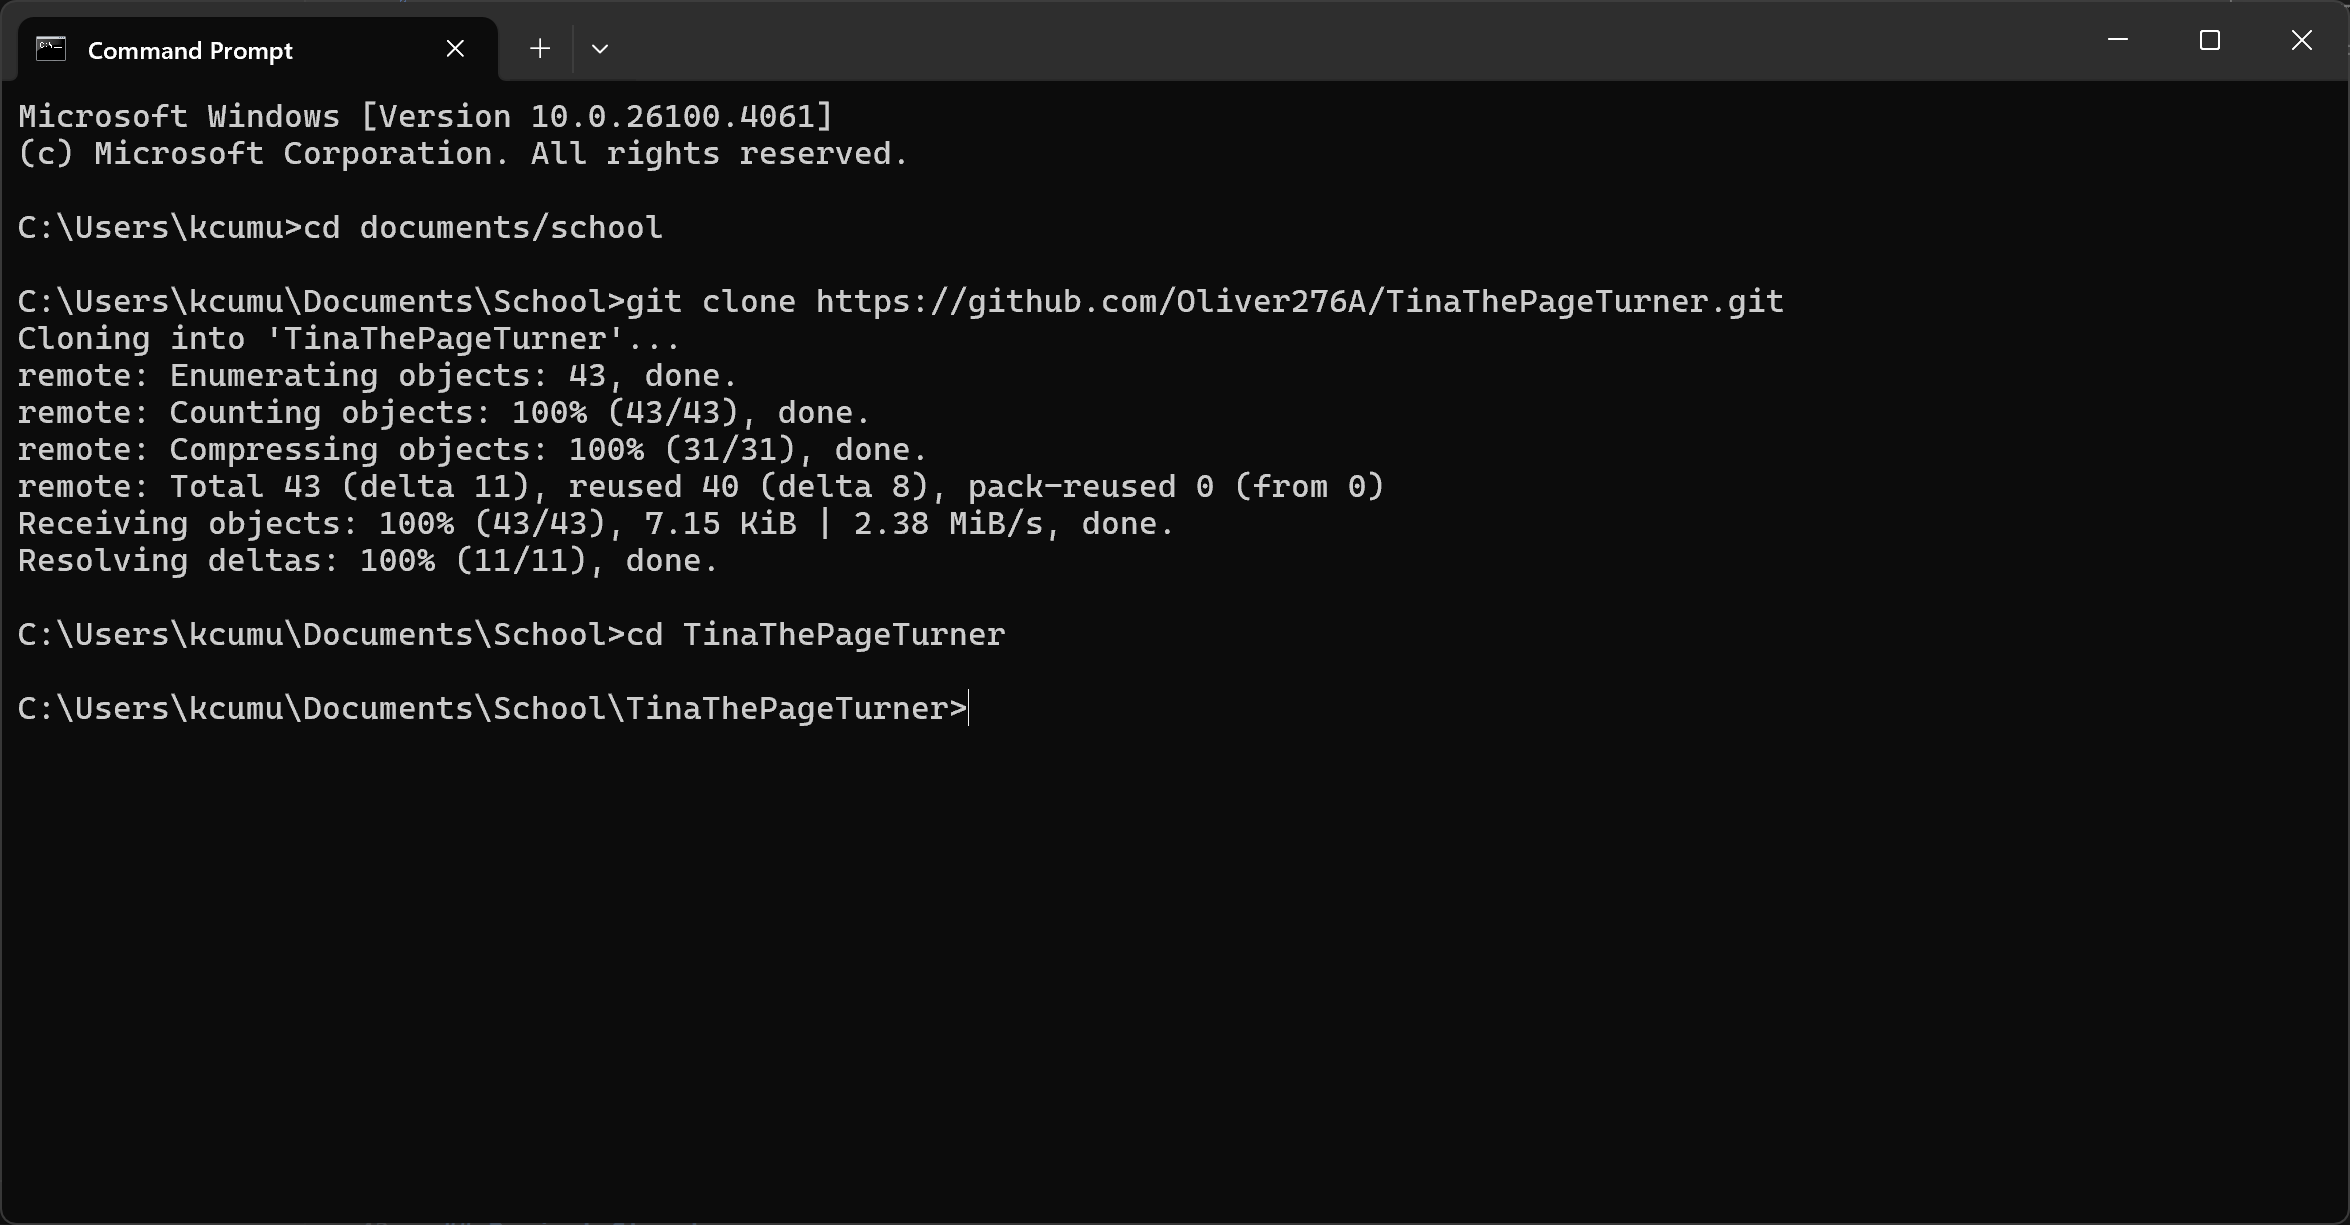 Command Prompt
Microsoft Windows [Version 10.0.26100.4061]
(c) Microsoft Corporation. All rights reserved.
C:\Users\kcumu>cd documents/school
C:\Users\kcumu\Documents\School>git clone https://github.com/Oliver276A/TinaThePageTurner.git
Cloning into 'TinaThePageTurner'...
remote: Enumerating objects: 43, done.
remote: Counting objects: 100% (43/43), done.
remote: Compressing objects: 100% (31/31), done.
remote: Total 43 (delta 11), reused 40 (delta 8), pack-reused 0 (from 0)
Receiving objects: 100% (43/43), 7.15 KiB | 2.38 MiB/s, done.
Resolving deltas: 100% (11/11), done.
C:\Users\kcumu\Documents\School>cd TinaThePageTurner
C:\Users\kcumu\Documents\School\TinaThePageTurner>